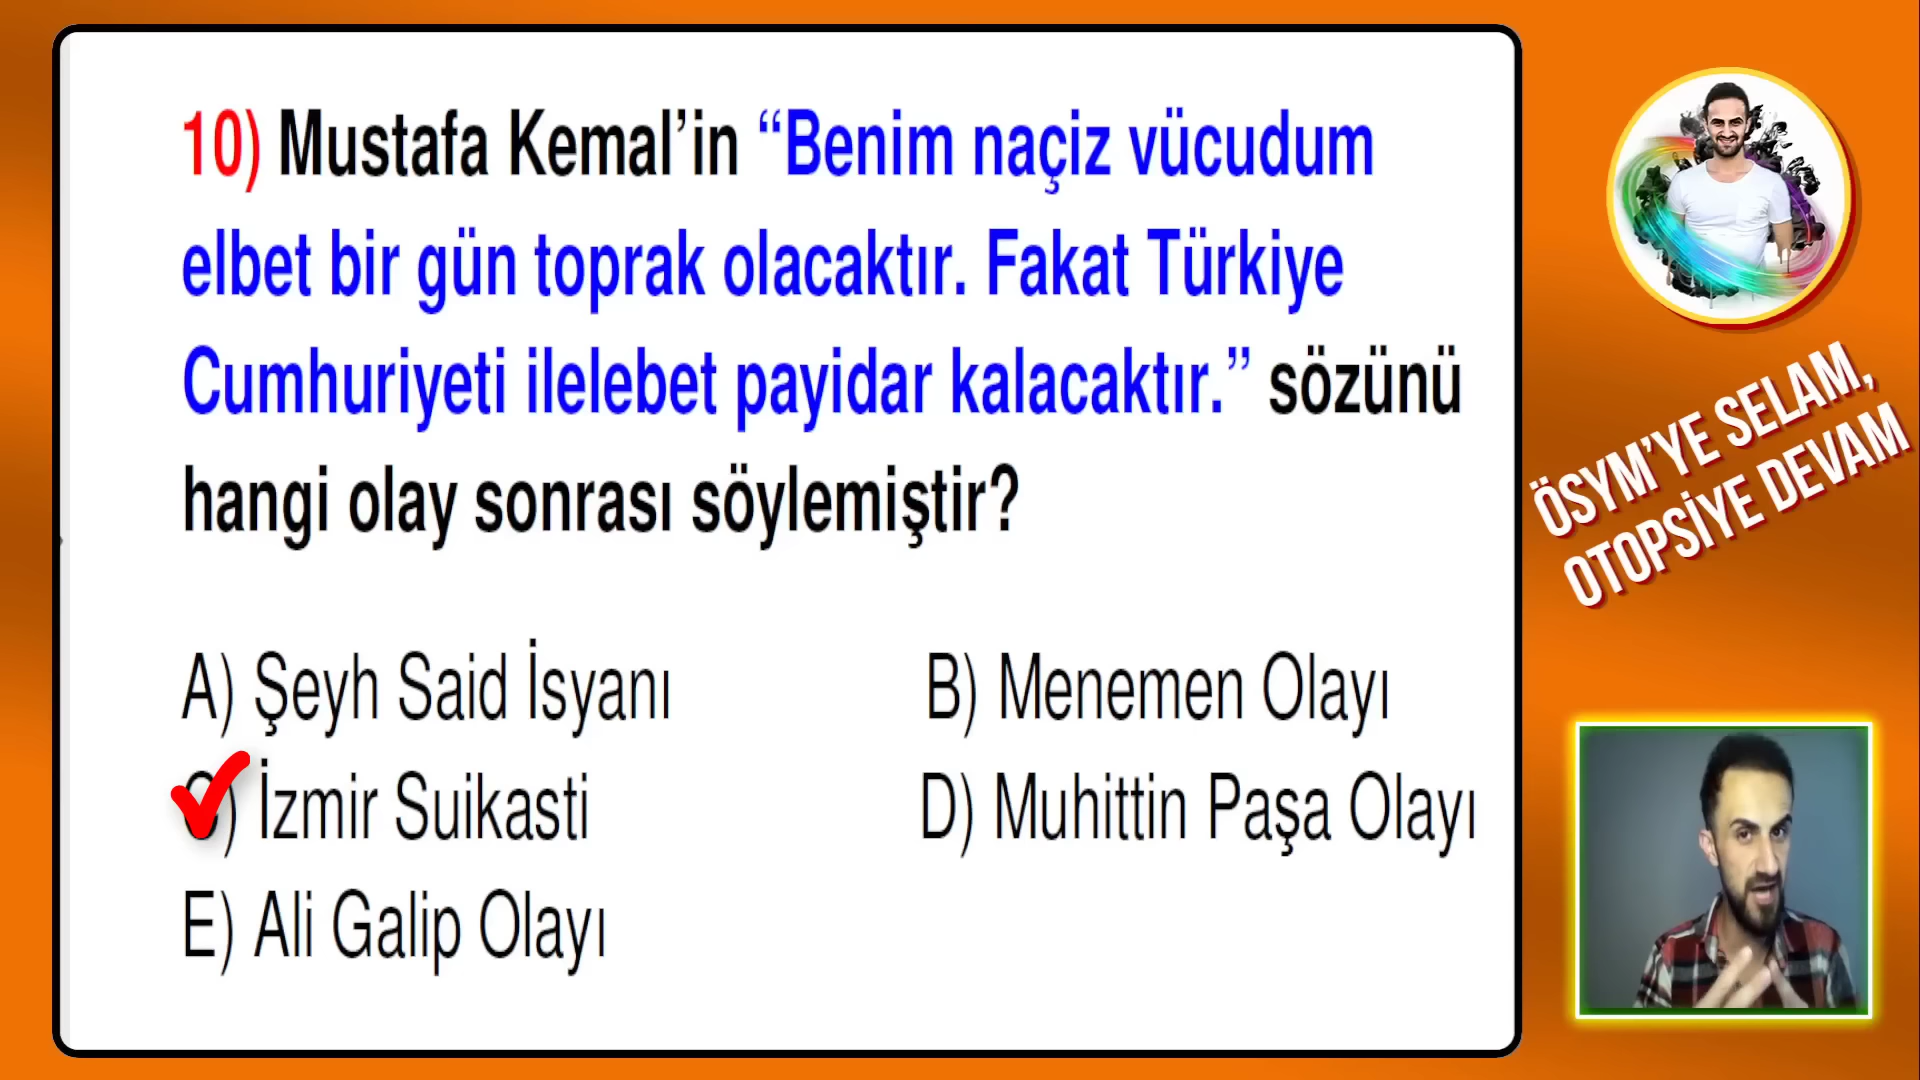 10) Mustafa Kemal’in “Benim naçiz vücudum
elbet bir gün toprak olacaktır. Fakat Türkiye
Cumhuriyeti ilelebet payidar kalacaktır.” sözünü
hangi olay sonrası söylemiştir?
A) Şeyh Said İsyanı
B) Menemen Olayı
C) İzmir Suikasti
D) Muhittin Paşa Olayı
E) Ali Galip Olayı
ÖSYM’YE SELAM,
OTOPSİYE DEVAM